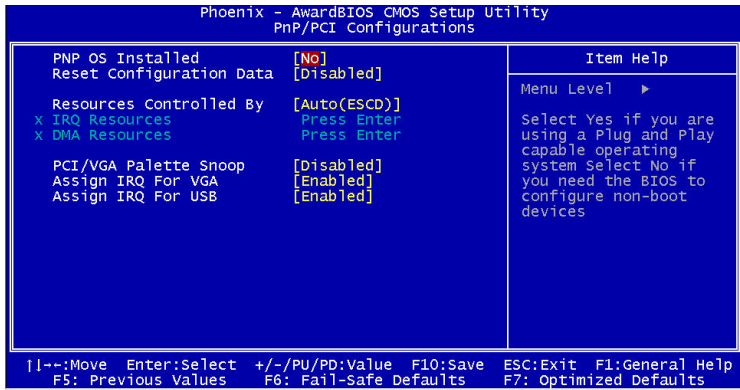 Phoenix - AwardBIOS CMOS Setup Utility
PnP/PCI Configurations
PNP OS Installed [No]
Reset Configuration Data [Disabled]
Resources Controlled By [Auto(ESCD)]
x IRQ Resources Press Enter
x DMA Resources Press Enter
PCI/VGA Palette Snoop [Disabled]
Assign IRQ For VGA [Enabled]
Assign IRQ For USB [Enabled]
Item Help
Menu Level ▶
Select Yes if you are
using a Plug and Play
capable operating
system Select No if
you need the BIOS to
configure non-boot
devices
↑↓→←:Move Enter:Select +/-/PU/PD:Value F10:Save ESC:Exit F1:General Help
F5: Previous Values F6: Fail-Safe Defaults F7: Optimized Defaults